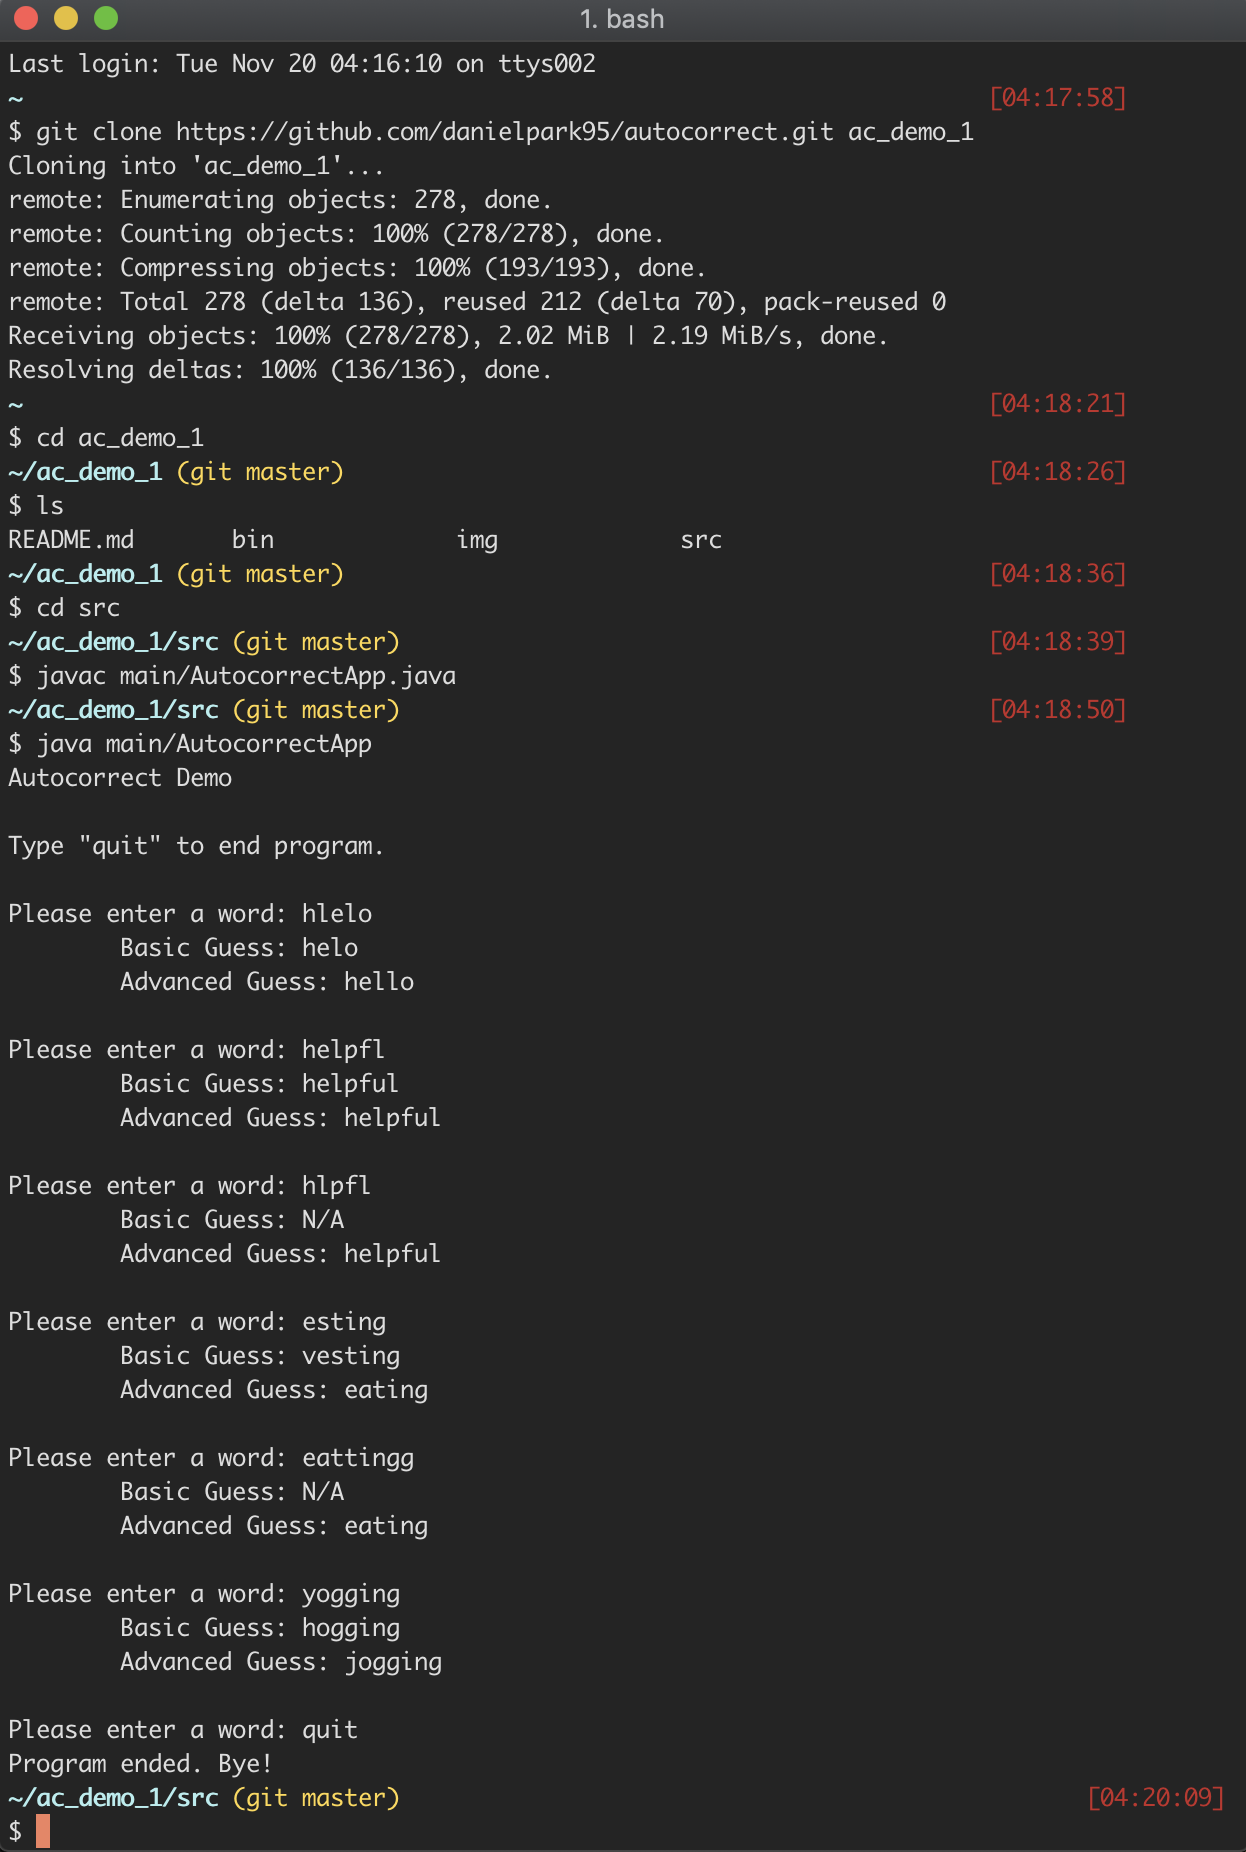 1. bash
Last login: Tue Nov 20 04:16:10 on ttys002
~ [04:17:58]
$ git clone https://github.com/danielpark95/autocorrect.git ac_demo_1
Cloning into 'ac_demo_1'...
remote: Enumerating objects: 278, done.
remote: Counting objects: 100% (278/278), done.
remote: Compressing objects: 100% (193/193), done.
remote: Total 278 (delta 136), reused 212 (delta 70), pack-reused 0
Receiving objects: 100% (278/278), 2.02 MiB | 2.19 MiB/s, done.
Resolving deltas: 100% (136/136), done.
~ [04:18:21]
$ cd ac_demo_1
~/ac_demo_1 (git master) [04:18:26]
$ ls
README.md bin img src
~/ac_demo_1 (git master) [04:18:36]
$ cd src
~/ac_demo_1/src (git master) [04:18:39]
$ javac main/AutocorrectApp.java
~/ac_demo_1/src (git master) [04:18:50]
$ java main/AutocorrectApp
Autocorrect Demo
Type "quit" to end program.
Please enter a word: hlelo
Basic Guess: helo
Advanced Guess: hello
Please enter a word: helpfl
Basic Guess: helpful
Advanced Guess: helpful
Please enter a word: hlpfl
Basic Guess: N/A
Advanced Guess: helpful
Please enter a word: esting
Basic Guess: vesting
Advanced Guess: eating
Please enter a word: eattingg
Basic Guess: N/A
Advanced Guess: eating
Please enter a word: yogging
Basic Guess: hogging
Advanced Guess: jogging
Please enter a word: quit
Program ended. Bye!
~/ac_demo_1/src (git master) [04:20:09]
$